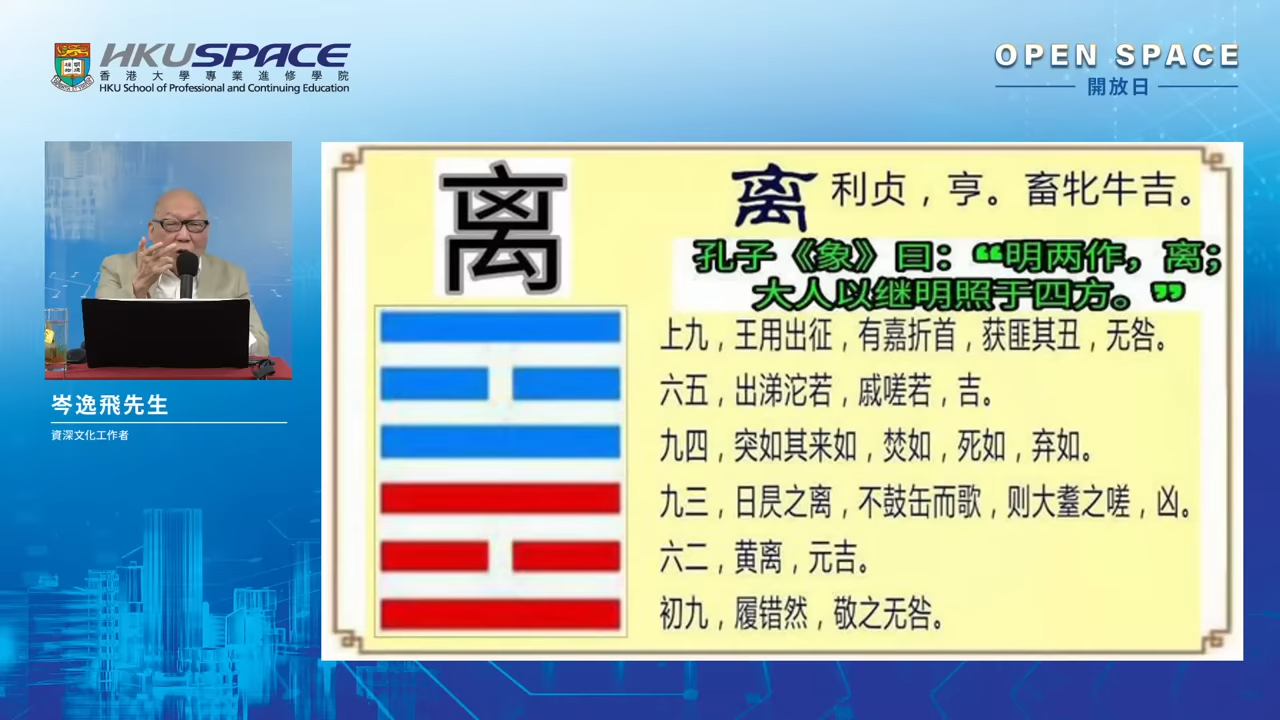 HKUSPACE
香港大學專業進修學院
HKU School of Professional and Continuing Education
OPEN SPACE
開放日
岑逸飛先生
資深文化工作者
离
离 利贞，亨。畜牝牛吉。
孔子《象》曰：“明两作，离；
大人以继明照于四方。”
上九，王用出征，有嘉折首，获匪其丑，无咎。
六五，出涕沱若，戚嗟若，吉。
九四，突如其来如，焚如，死如，弃如。
九三，日昃之离，不鼓缶而歌，则大耋之嗟，凶。
六二，黄离，元吉。
初九，履错然，敬之无咎。